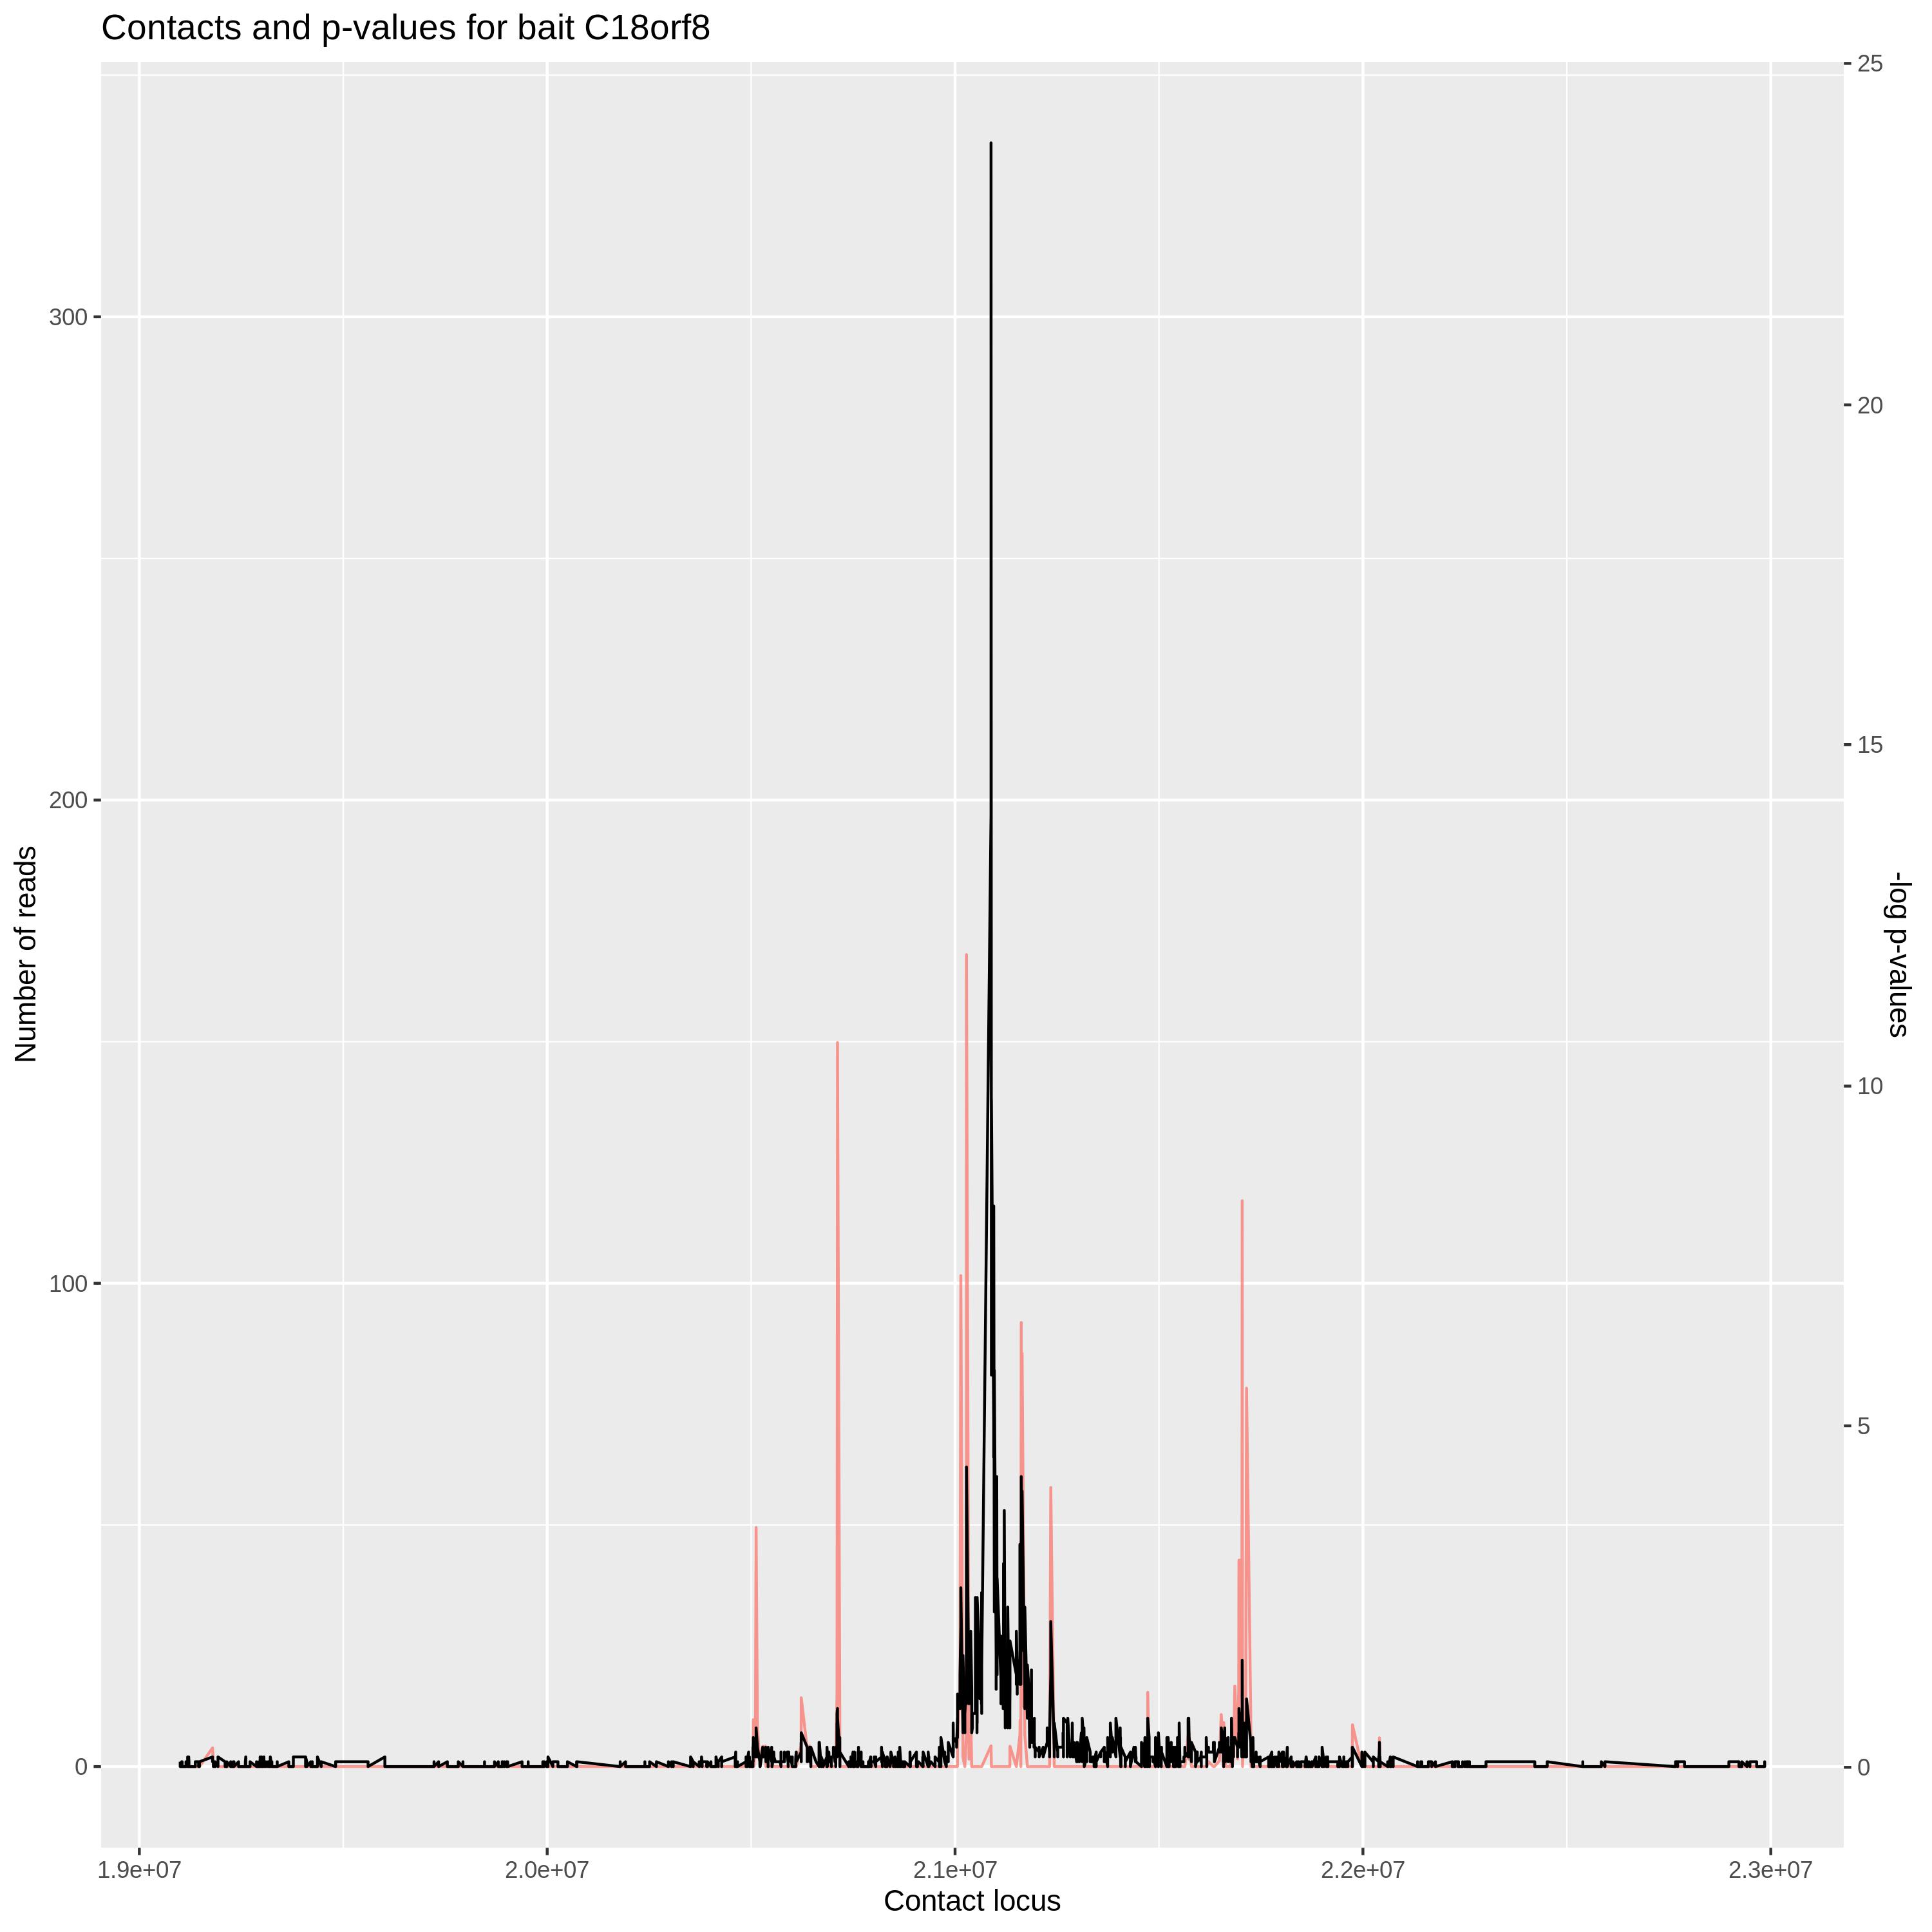 Contacts and p-values for bait C18orf8
25
20
15
10
5
0
-log p-values
300
200
100
0
Number of reads
1.9e+07
2.0e+07
2.1e+07
2.2e+07
2.3e+07
Contact locus